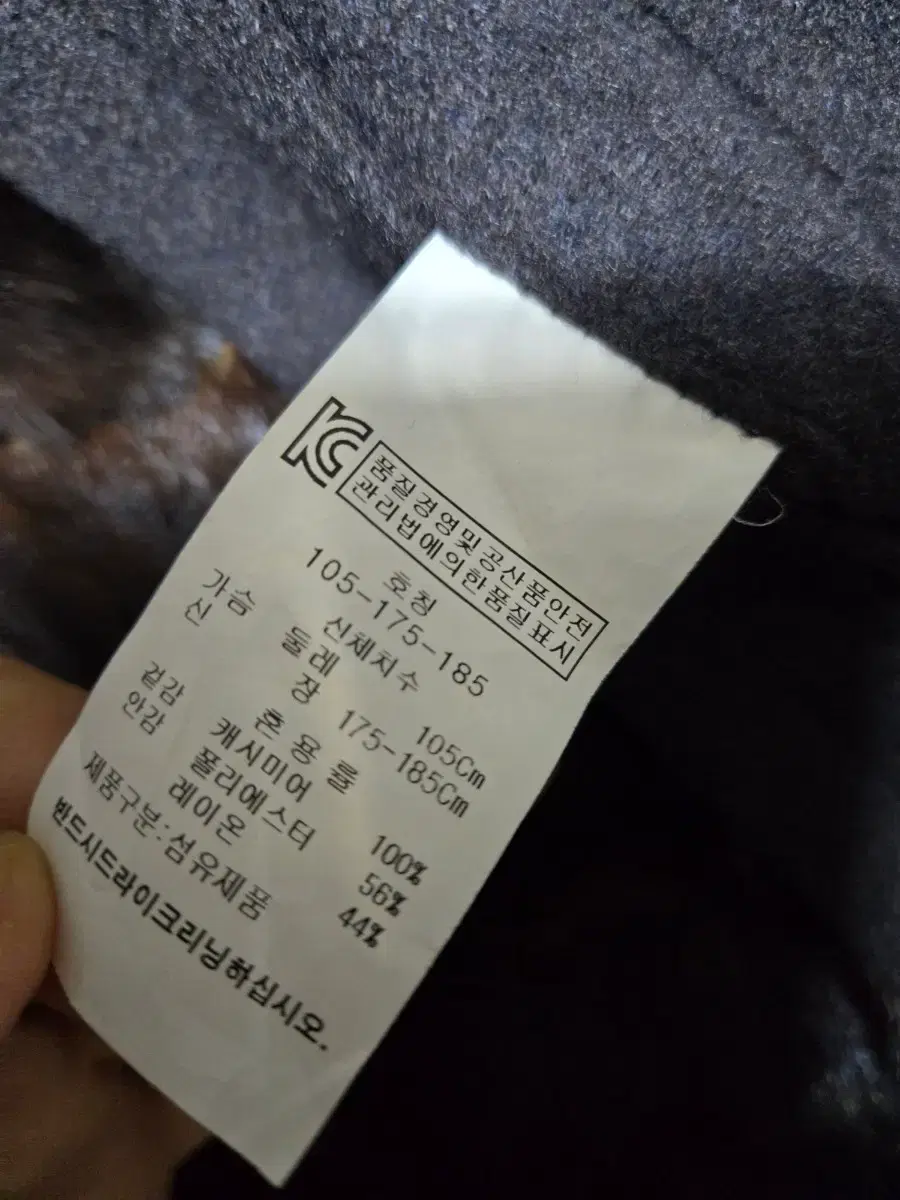 KC
품질경영및공산품안전
관리법에의한품질표시
호칭
105-175-185
신체치수
가슴 둘레 105Cm
신 장 175-185Cm
혼 용 률
겉감 캐시미어 100%
안감 폴리에스터 56%
레이온 44%
제품구분:섬유제품
반드시드라이크리닝하십시오.